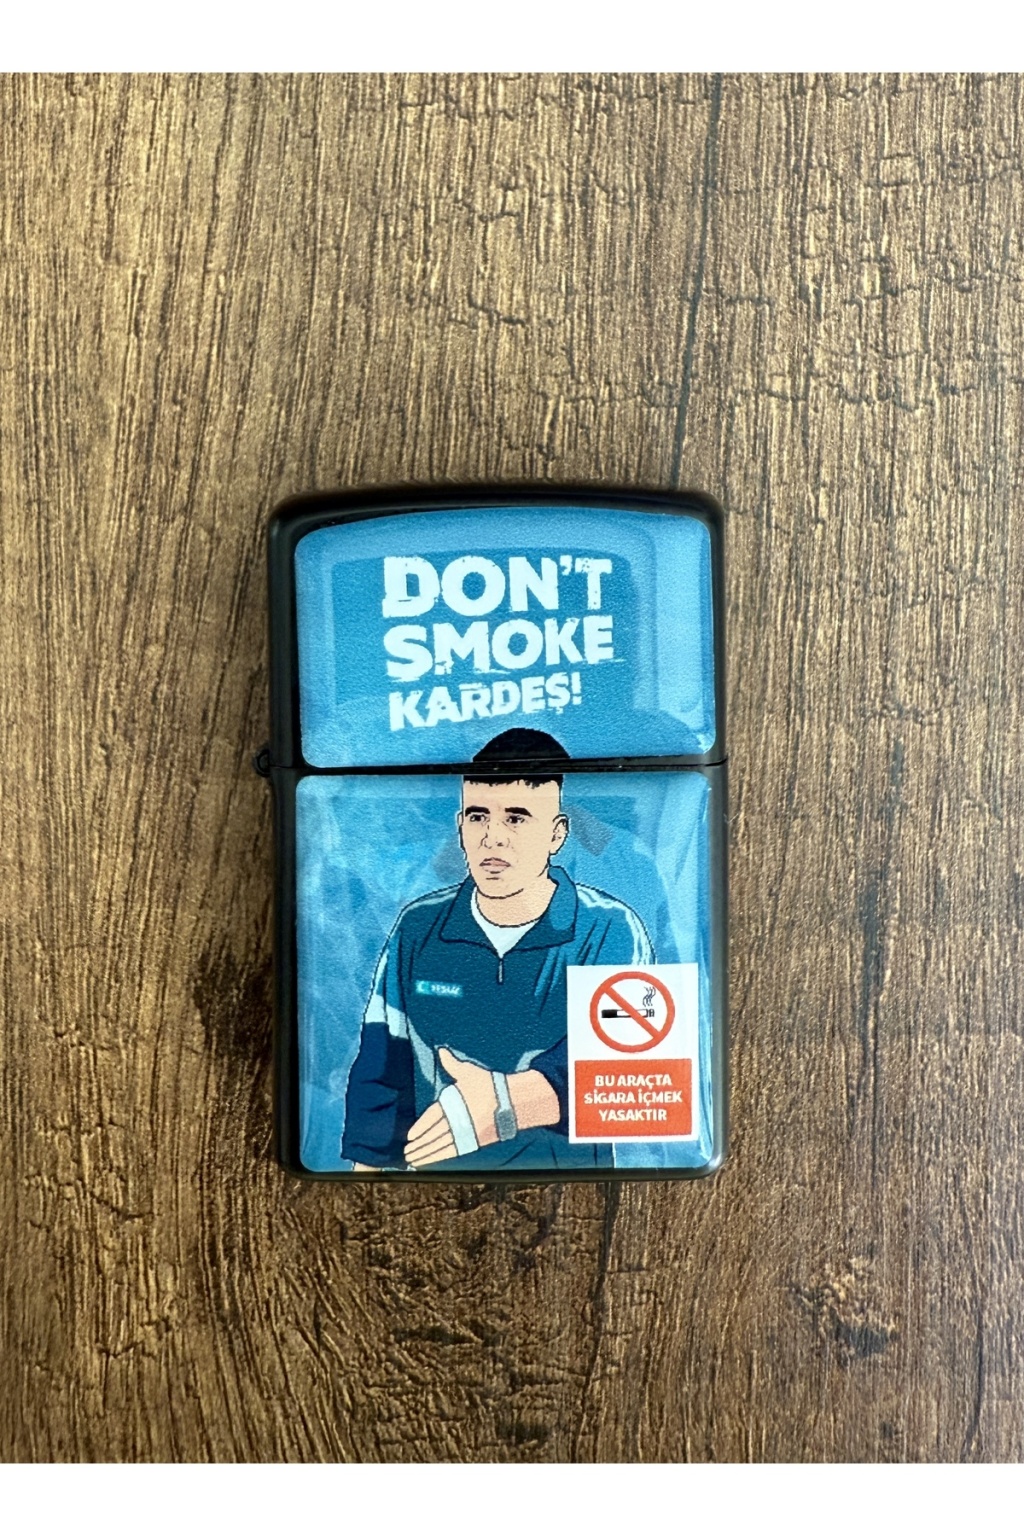 DON'T
SMOKE
KARDEŞ!
BU ARAÇTA
SİGARA İÇMEK
YASAKTIR